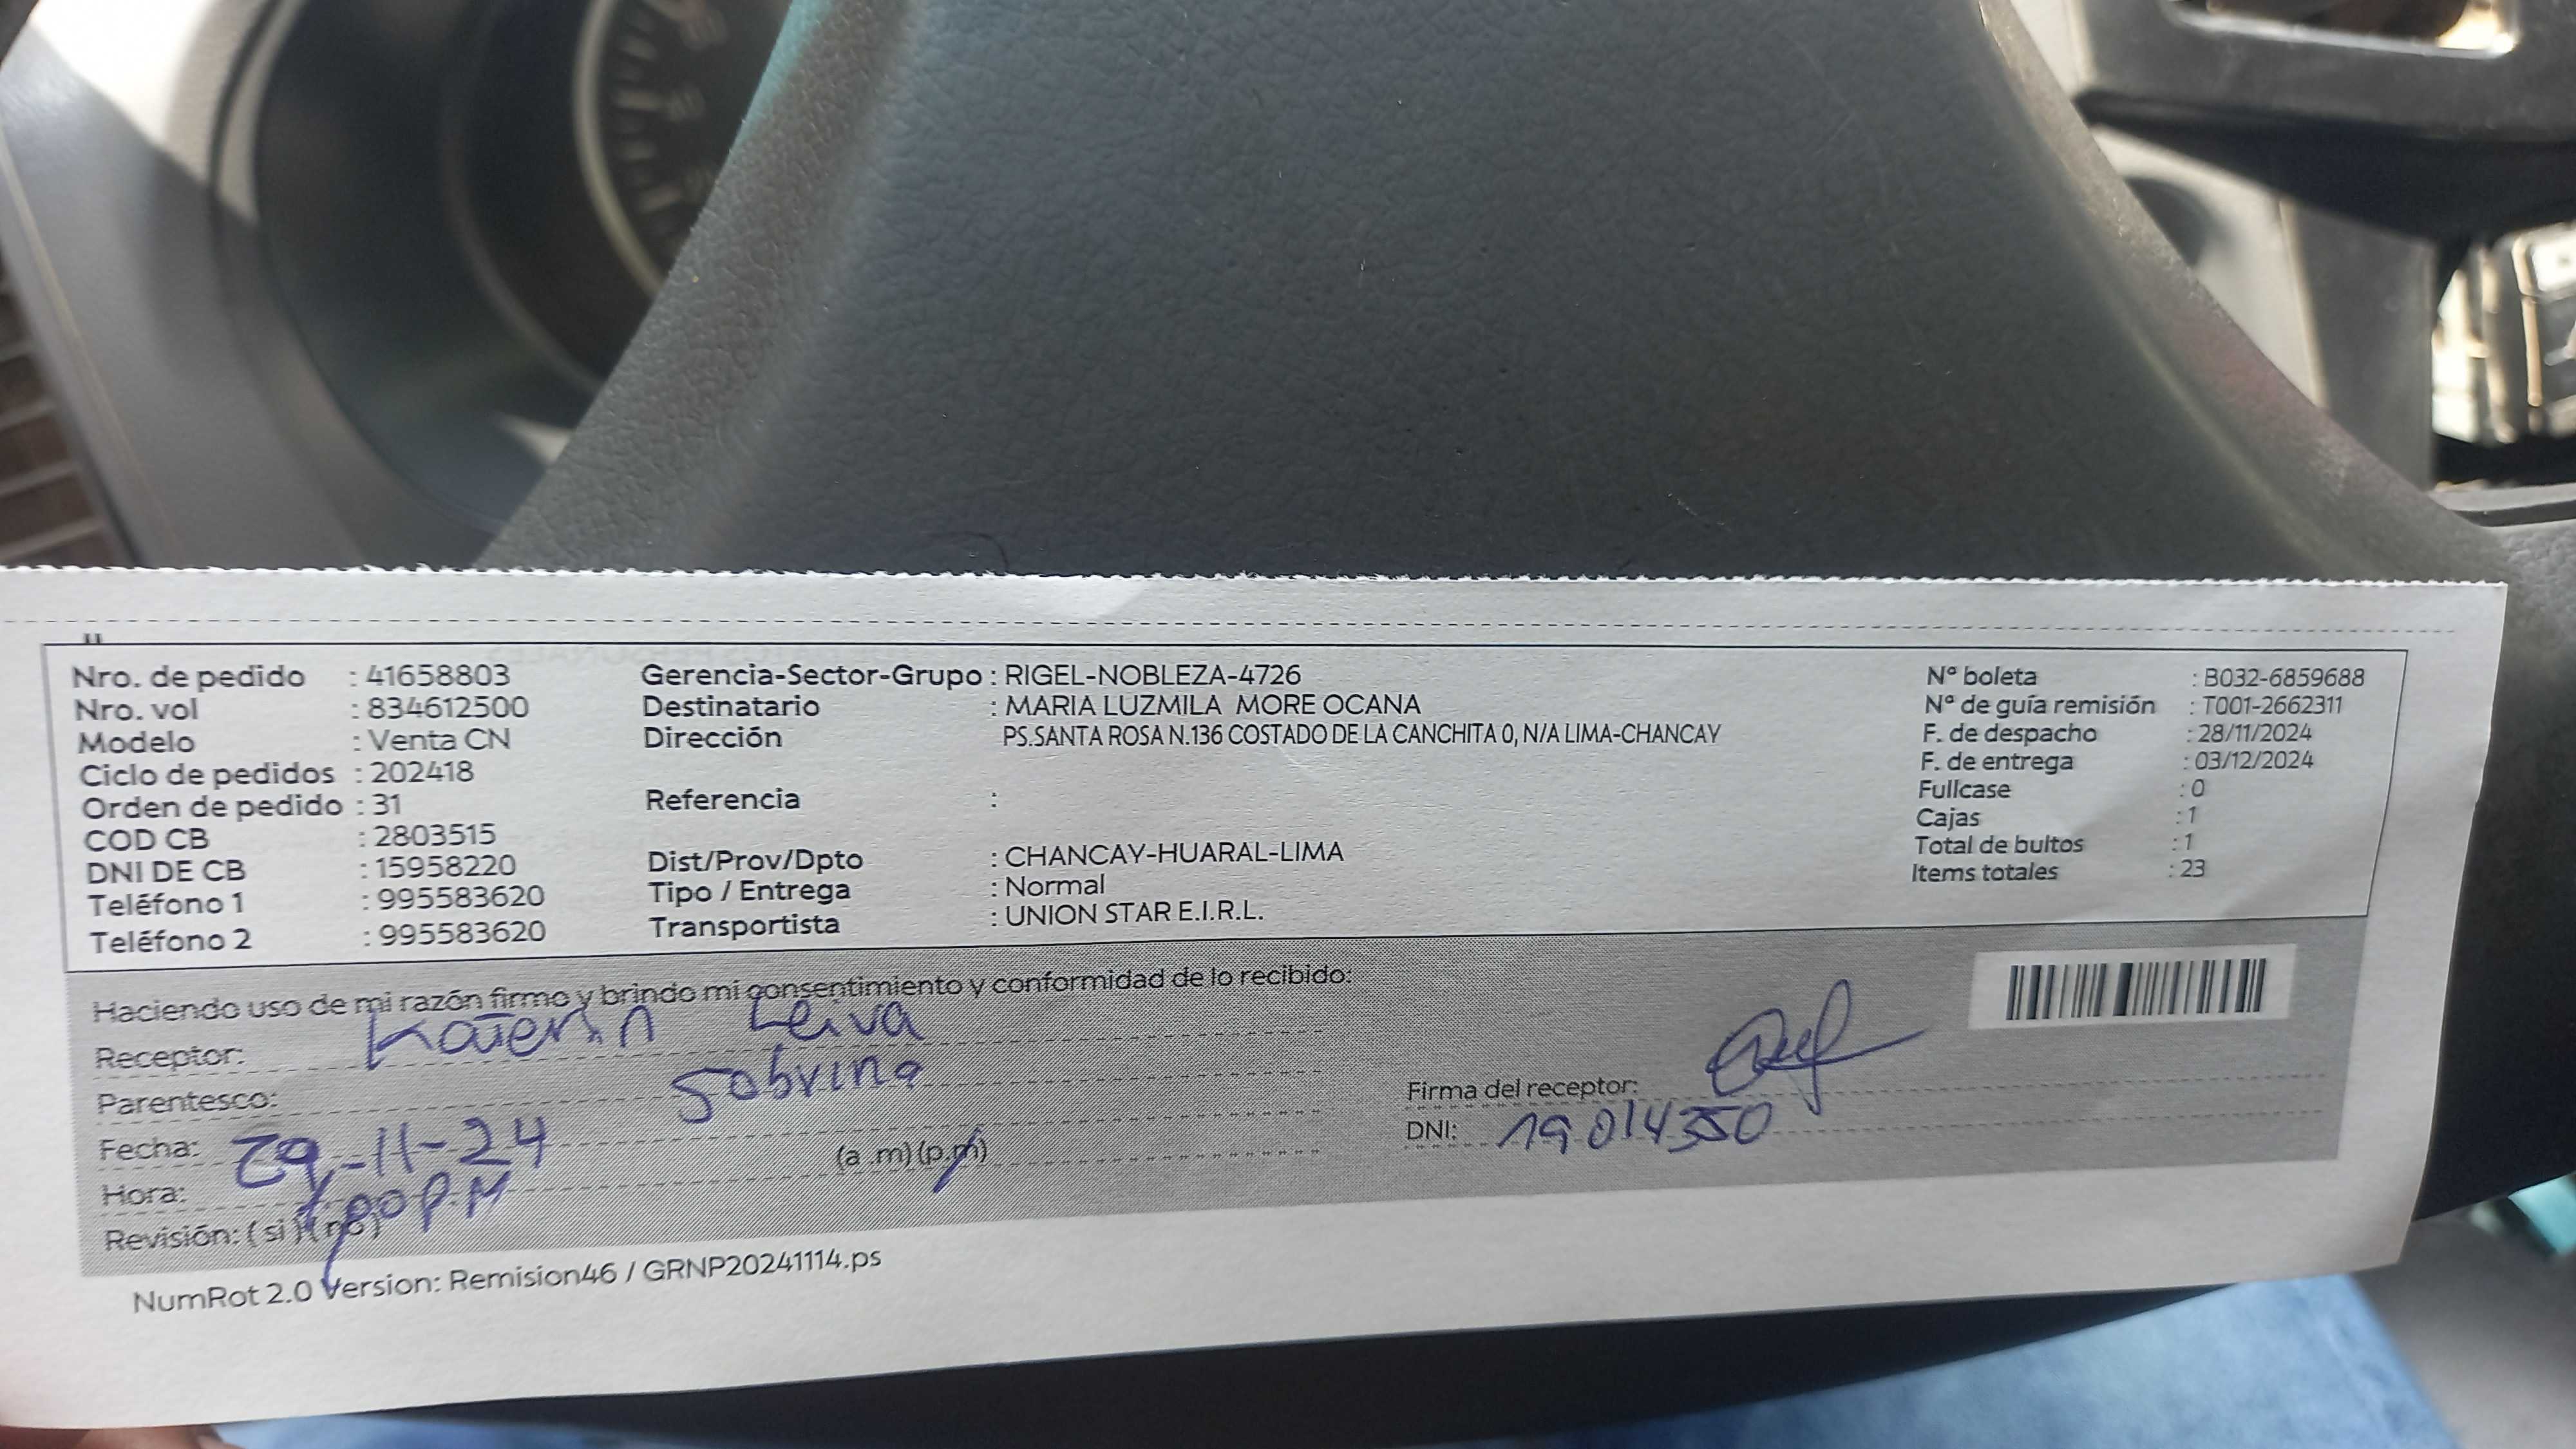 Nro. de pedido : 41658803
Nro. vol : 834612500
Modelo : Venta CN
Ciclo de pedidos : 202418
Orden de pedido : 31
COD CB : 2803515
DNI DE CB : 15958220
Teléfono 1 : 995583620
Teléfono 2 : 995583620
Gerencia-Sector-Grupo : RIGEL-NOBLEZA-4726
Destinatario : MARIA LUZMILA MORE OCANA
Dirección PS.SANTA ROSA N.136 COSTADO DE LA CANCHITA 0, N/A LIMA-CHANCAY
Referencia :
Dist/Prov/Dpto : CHANCAY-HUARAL-LIMA
Tipo / Entrega : Normal
Transportista : UNION STAR E.I.R.L.
Nª boleta : B032-6859688
Nª de guía remisión : T001-2662311
F. de despacho : 28/11/2024
F. de entrega : 03/12/2024
Fullcase : 0
Cajas : 1
Total de bultos : 1
Items totales : 23
Haciendo uso de mi razón firmo y brindo mi consentimiento y conformidad de lo recibido:
Receptor: Katerin Leiva
Parentesco: Sobrina
Fecha: 29-11-24
Hora: :00 P.M (a .m) (p.m)
Revisión: ( si ) ( no )
Firma del receptor:
DNI: 19014350
NumRot 2.0 Version: Remision46 / GRNP20241114.ps